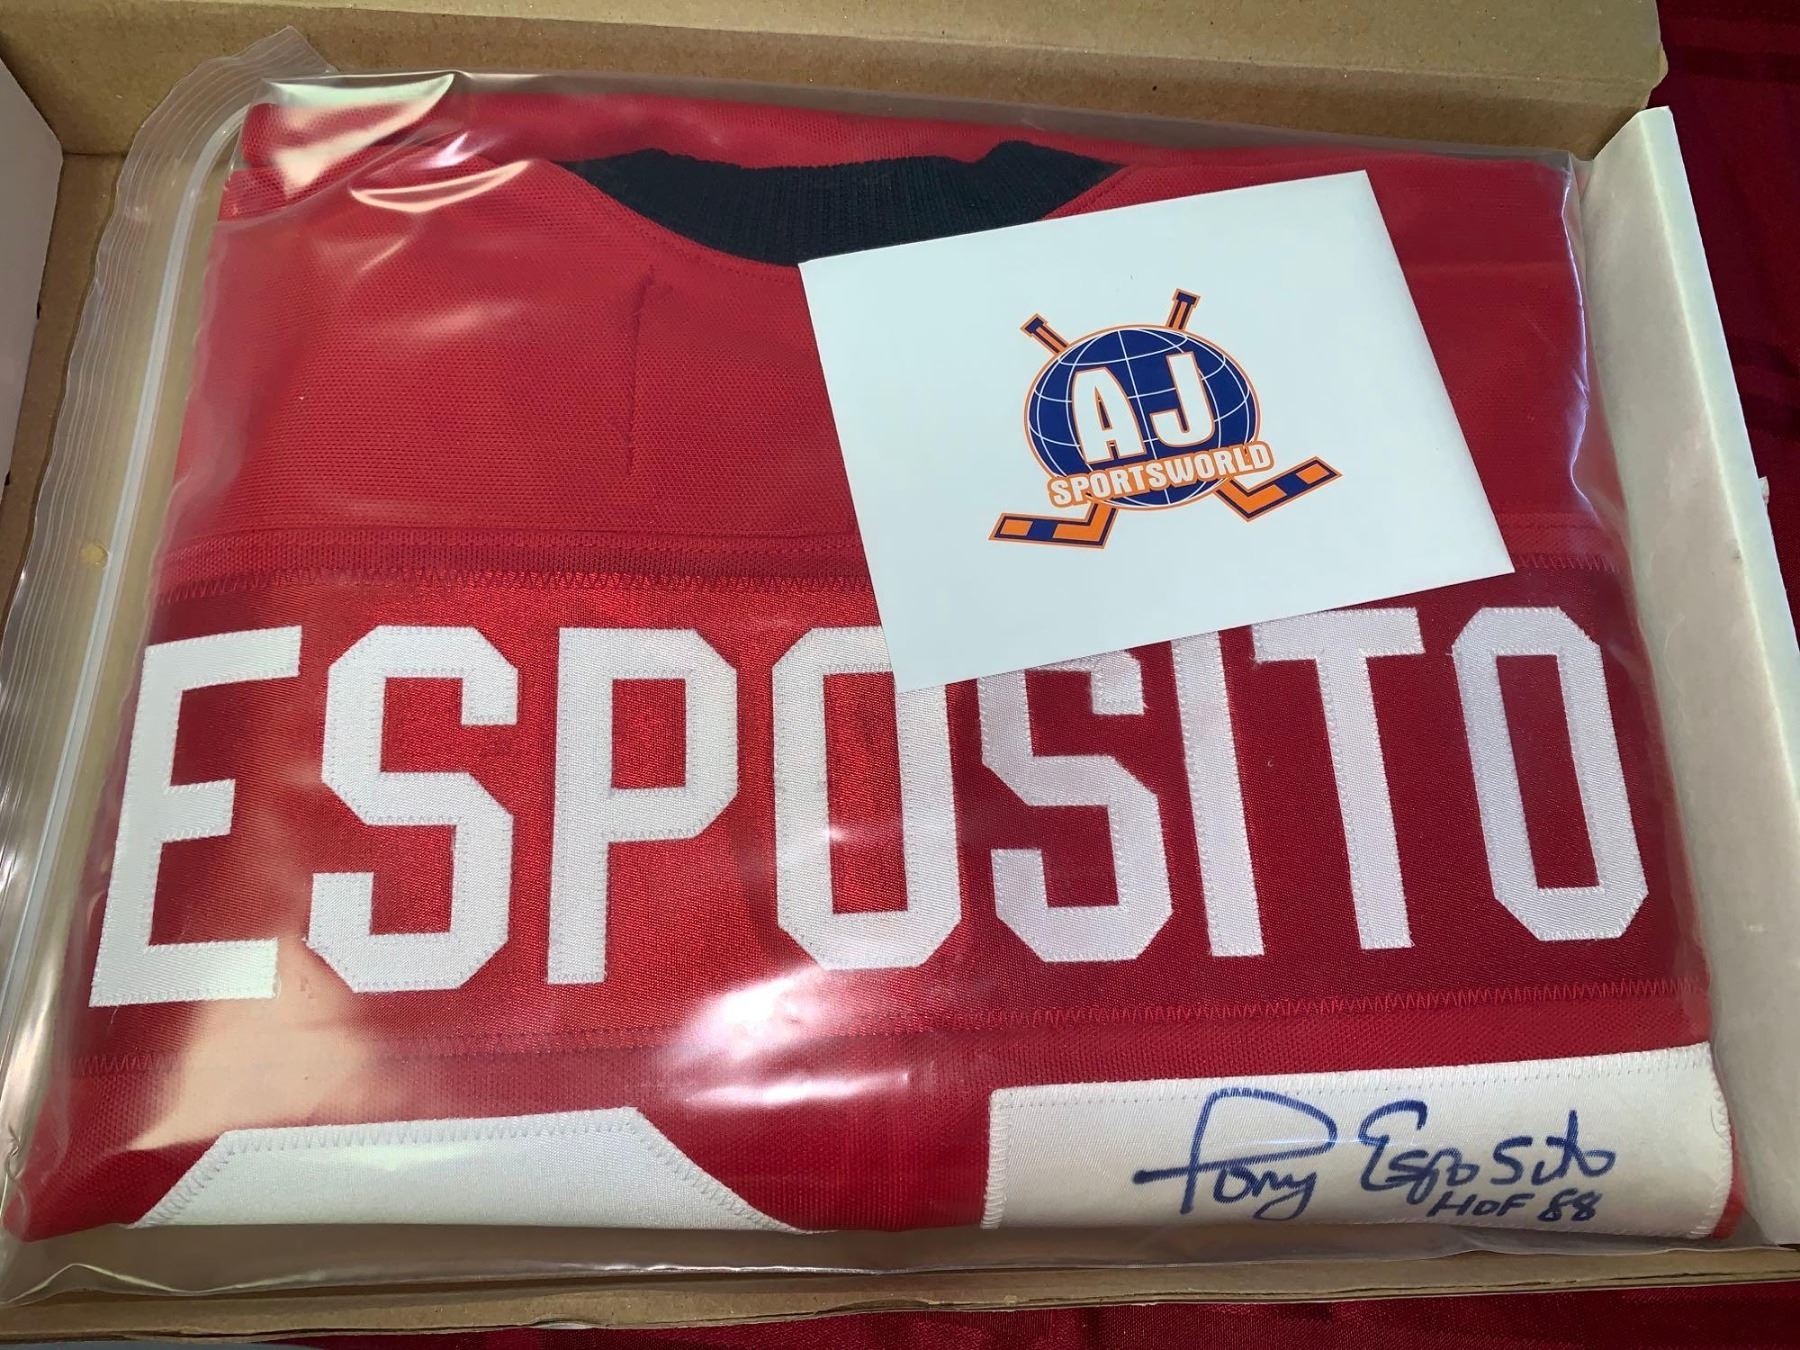 AJ
SPORTSWORLD
ESPOSITO
Tony Esposito
HOF 88